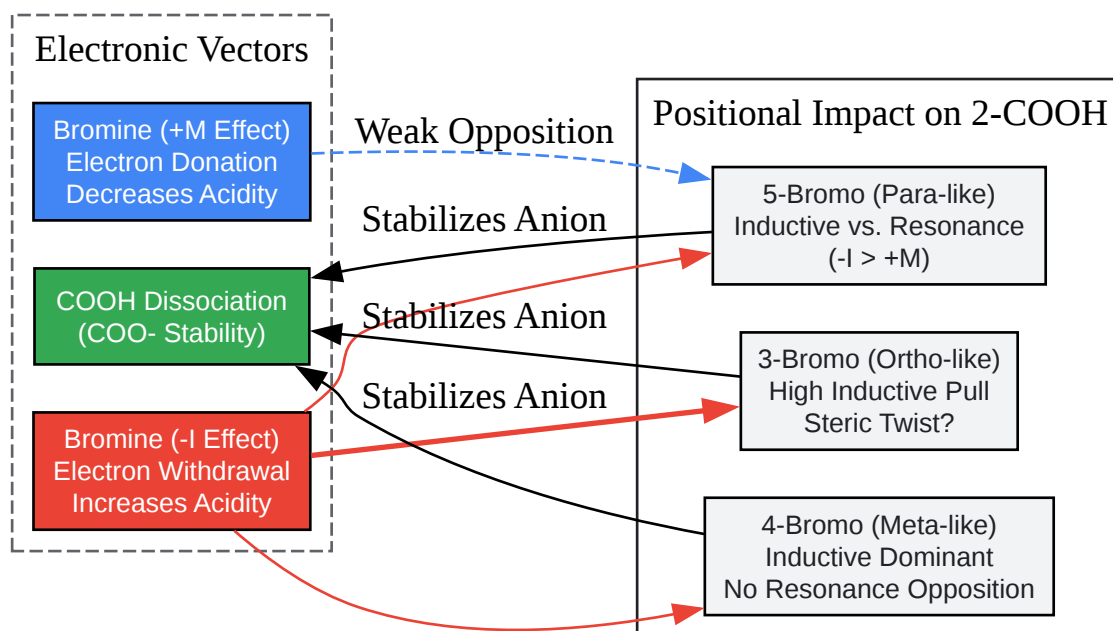 Electronic Vectors
Bromine (+M Effect)
Electron Donation
Decreases Acidity
COOH Dissociation
(COO- Stability)
Bromine (-I Effect)
Electron Withdrawal
Increases Acidity
Weak Opposition
Stabilizes Anion
Stabilizes Anion
Stabilizes Anion
Positional Impact on 2-COOH
5-Bromo (Para-like)
Inductive vs. Resonance
(-I > +M)
3-Bromo (Ortho-like)
High Inductive Pull
Steric Twist?
4-Bromo (Meta-like)
Inductive Dominant
No Resonance Opposition